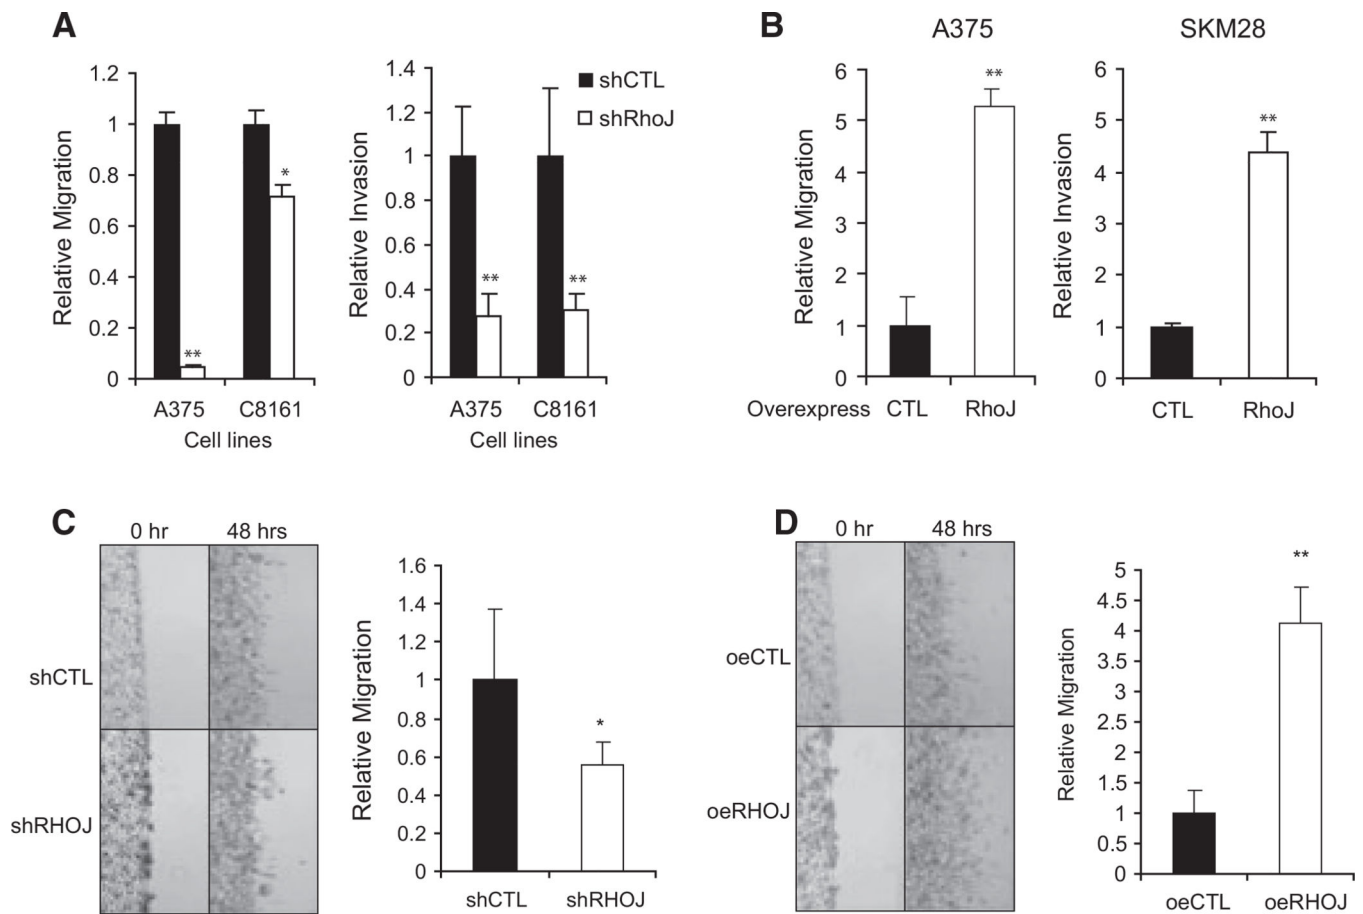 A
Relative Migration
1.2
1
0.8
0.6
0.4
0.2
0
*
**
A375 C8161
Cell lines
Relative Invasion
1.4
1.2
1
0.8
0.6
0.4
0.2
0
** **
shCTL
shRhoJ
A375 C8161
Cell lines
B
A375
Relative Migration
6
5
4
3
2
1
0
**
Overexpress CTL RhoJ
SKM28
Relative Invasion
6
5
4
3
2
1
0
**
CTL RhoJ
C
0 hr 48 hrs
shCTL
shRHOJ
Relative Migration
1.6
1.4
1.2
1
0.8
0.6
0.4
0.2
0
*
shCTL shRHOJ
D
0 hr 48 hrs
oeCTL
oeRHOJ
Relative Migration
5
4.5
4
3.5
3
2.5
2
1.5
1
0.5
0
**
oeCTL oeRHOJ